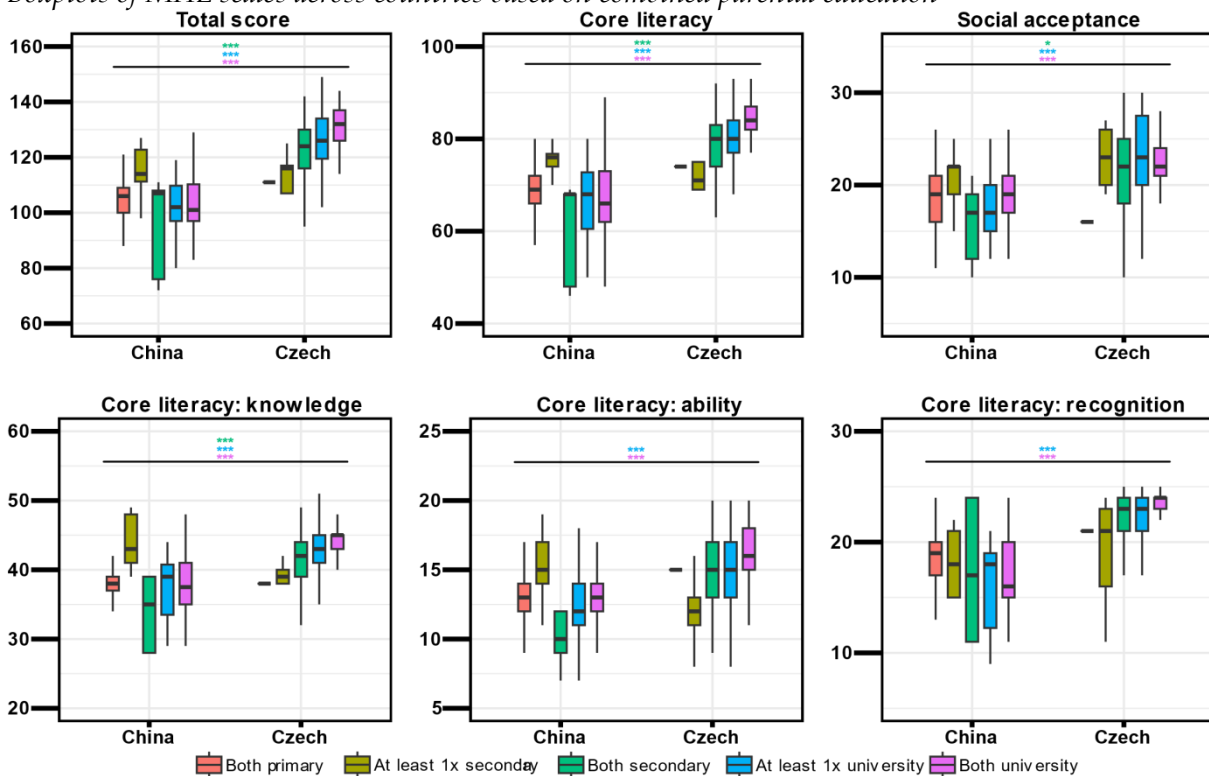 Boxplots of MHL scales across countries based on combined parental education
Total score
Core literacy
Social acceptance
160
140
120
100
80
60
***
***
***
China
Czech
100
80
60
40
***
***
***
China
Czech
30
20
10
*
***
***
China
Czech
Core literacy: knowledge
Core literacy: ability
Core literacy: recognition
60
50
40
30
20
***
***
***
China
Czech
25
20
15
10
5
***
***
China
Czech
30
20
10
***
***
China
Czech
Both primary
At least 1x secondary
Both secondary
At least 1x university
Both university